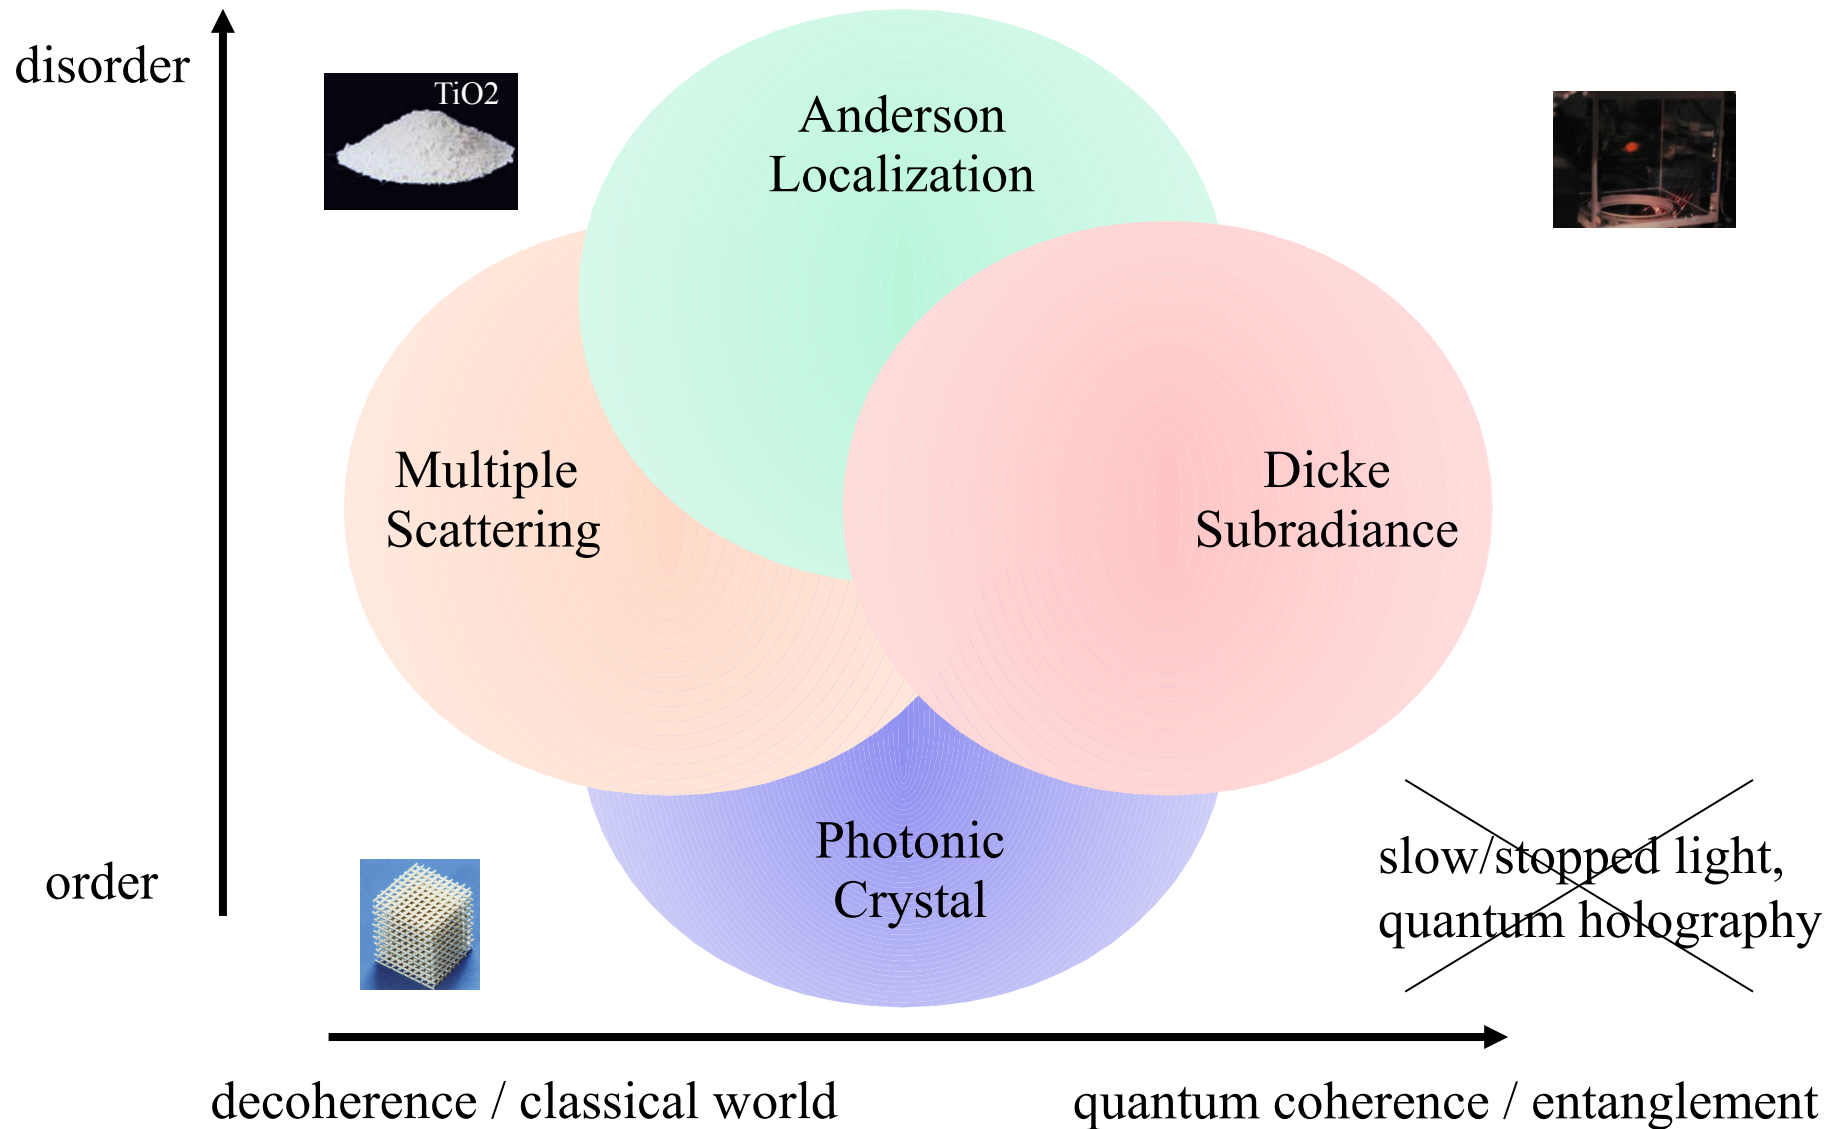 disorder
TiO2
Anderson
Localization
Multiple
Scattering
Dicke
Subradiance
order
Photonic
Crystal
slow/stopped light,
quantum holography
decoherence / classical world
quantum coherence / entanglement